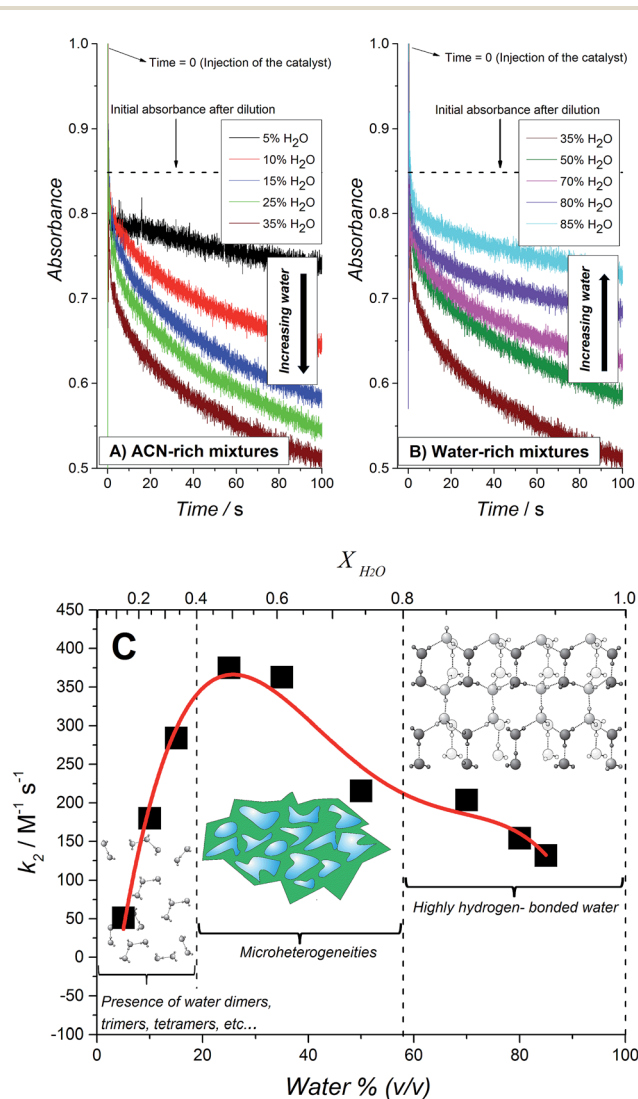 1.0
0.9
0.8
0.7
0.6
0.5
Absorbance
Time = 0 (Injection of the catalyst)
Initial absorbance after dilution
5% H2O
10% H2O
15% H2O
25% H2O
35% H2O
Increasing water
A) ACN-rich mixtures
0 20 40 60 80 100
Time / s
1.0
0.9
0.8
0.7
0.6
0.5
Absorbance
Time = 0 (Injection of the catalyst)
Initial absorbance after dilution
35% H2O
50% H2O
70% H2O
80% H2O
85% H2O
Increasing water
B) Water-rich mixtures
0 20 40 60 80 100
Time / s
X H2O
0.2 0.4 0.6 0.8 1.0
450
400
350
300
250
200
150
100
50
0
-50
-100
k2 / M-1 s-1
C
Highly hydrogen- bonded water
Microheterogeneities
Presence of water dimers,
trimers, tetramers, etc...
0 20 40 60 80 100
Water % (v/v)